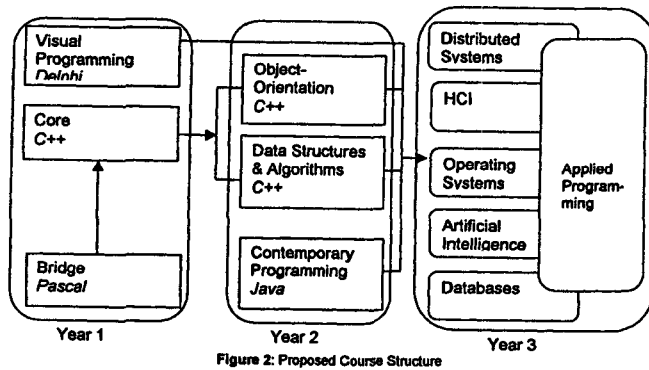 Visual
Programming
Delphi
Core
C++
Bridge
Pascal
Year 1
Object-
Orientation
C++
Data Structures
& Algorithms
C++
Contemporary
Programming
Java
Year 2
Distributed
Systems
HCI
Operating
Systems
Artificial
Intelligence
Databases
Applied
Program-
ming
Year 3
Figure 2: Proposed Course Structure